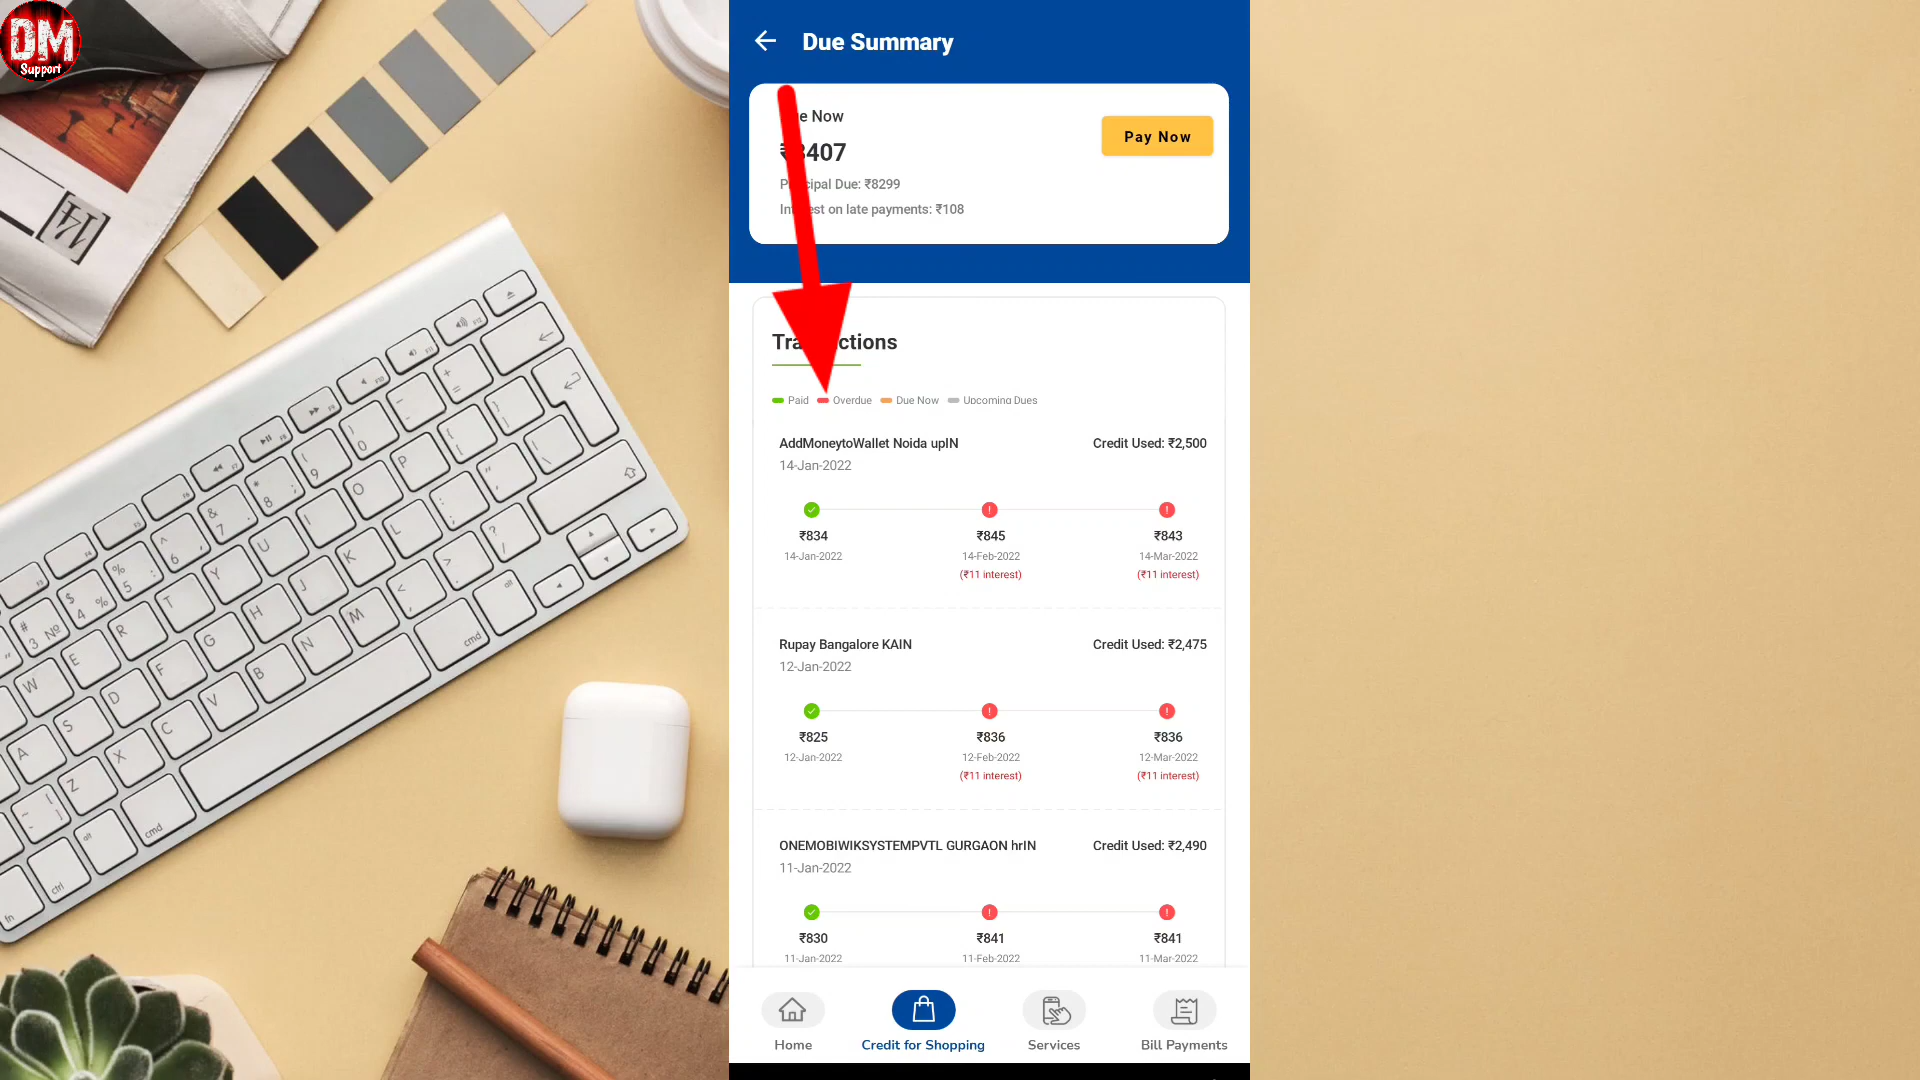 DM
Support
Due Summary
Now
Pay Now
Due: ₹8299
on late payments: ₹108
Paid Overdue Due Now Upcoming Dues
AddMoneytoWallet Noida upIN Credit Used: ₹2,500
14-Jan-2022
₹834 ₹845 ₹843
14-Jan-2022 14-Feb-2022 14-Mar-2022
(₹11 interest) (₹11 interest)
Rupay Bangalore KAIN Credit Used: ₹2,475
12-Jan-2022
₹825 ₹836 ₹836
12-Jan-2022 12-Feb-2022 12-Mar-2022
(₹11 interest) (₹11 interest)
ONEMOBIWIKSYSTEMPVTL GURGAON hrIN Credit Used: ₹2,490
11-Jan-2022
₹830 ₹841 ₹841
11-Jan-2022 11-Feb-2022 11-Mar-2022
Home Credit for Shopping Services Bill Payments